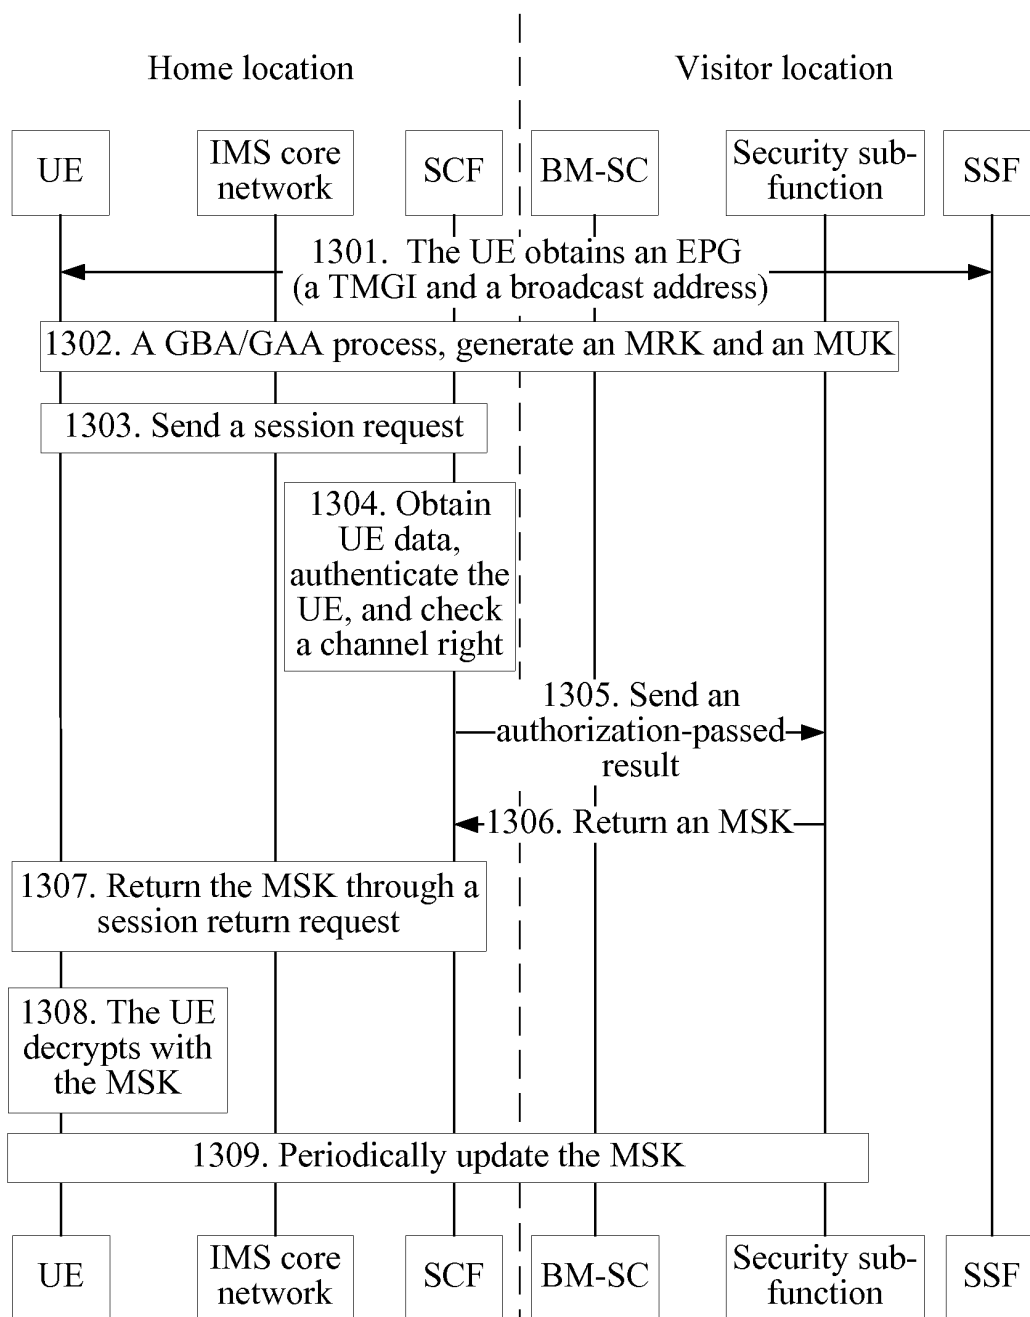 Home location
Visitor location
UE
IMS core
network
SCF
BM-SC
Security sub-
function
SSF
1301.  The UE obtains an EPG
(a TMGI and a broadcast address)
1302. A GBA/GAA process, generate an MRK and an MUK
1303. Send a session request
1304. Obtain
UE data,
authenticate the
UE, and check
a channel right
1305. Send an
authorization-passed
result
1306. Return an MSK
1307. Return the MSK through a
session return request
1308. The UE
decrypts with
the MSK
1309. Periodically update the MSK
UE
IMS core
network
SCF
BM-SC
Security sub-
function
SSF